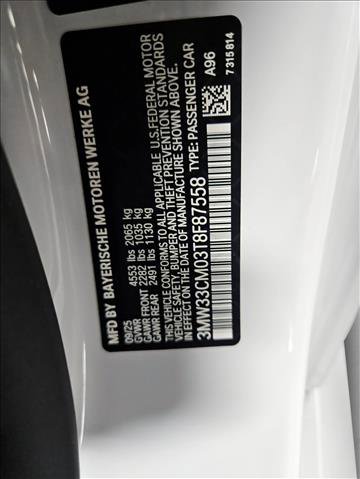 MFD BY BAYERISCHE MOTOREN WERKE AG
09/25
GVWR 4553 lbs 2065 kg
GAWR FRONT 2282 lbs 1035 kg
GAWR REAR 2491 lbs 1130 kg
THIS VEHICLE CONFORMS TO ALL APPLICABLE U.S.FEDERAL MOTOR
VEHICLE SAFETY, BUMPER AND THEFT PREVENTION STANDARDS
IN EFFECT ON THE DATE OF MANUFACTURE SHOWN ABOVE.
TYPE: PASSENGER CAR
3MW33CM03T8F87558
A96
7 315 814